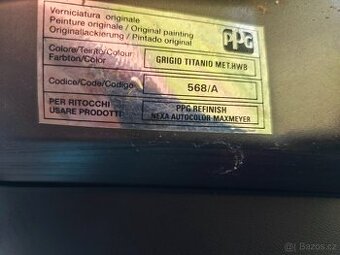 Verniciatura originale
Peinture originale / Original painting
Originallackierung / Pintado original
PPG
Colore/Teinte/Colour
Farbton/Color
GRIGIO TITANIO MET.HWB
Codice/Code/Codigo
568/A
PER RITOCCHI
USARE PRODOTTI
PPG REFINISH
NEXA AUTOCOLOR-MAXMEYER
Bazos.cz